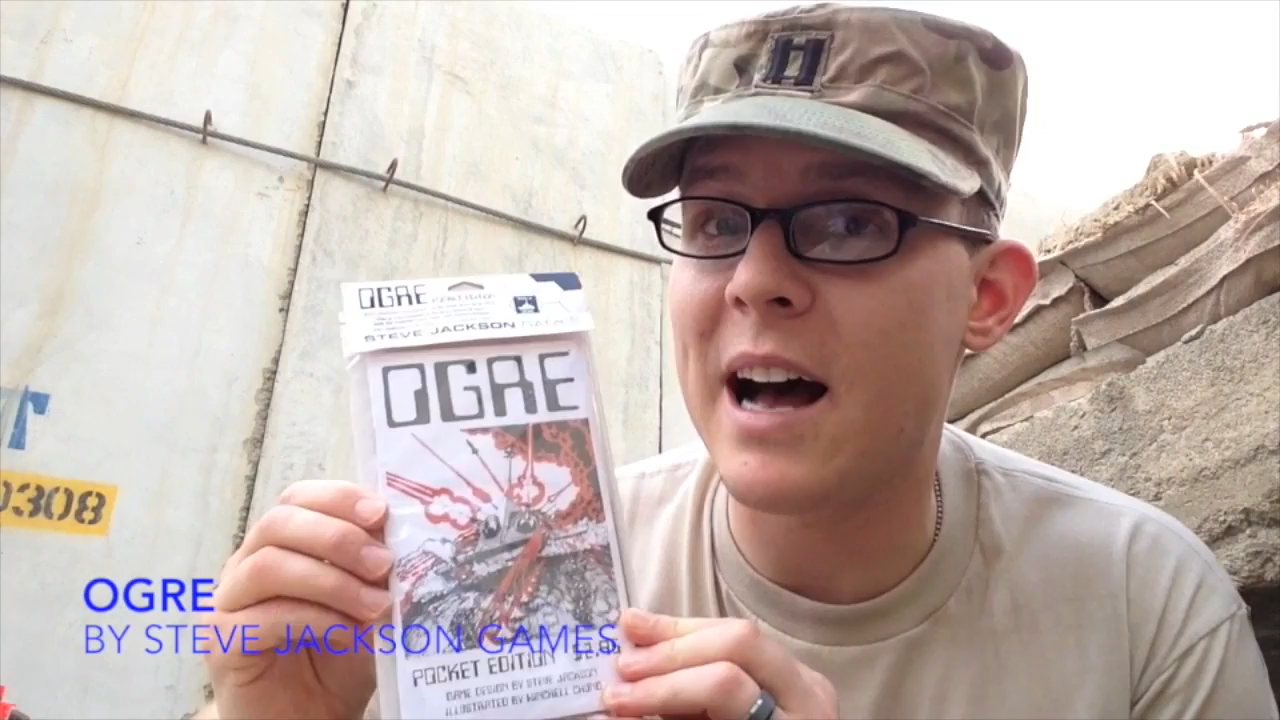 OGRE
STEVE JACKSON GAMES
OGRE
POCKET EDITION
GAME DESIGN BY STEVE JACKSON
ILLUSTRATED BY WINCHELL CHUNG
0308
OGRE
BY STEVE JACKSON GAMES